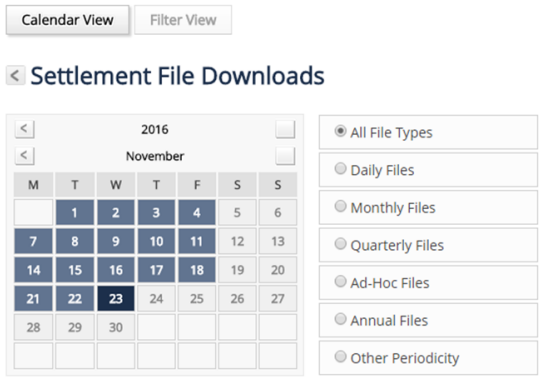 Calendar View Filter View
< Settlement File Downloads
< 2016
< November
M T W T F S S
1 2 3 4 5 6
7 8 9 10 11 12 13
14 15 16 17 18 19 20
21 22 23 24 25 26 27
28 29 30
All File Types
Daily Files
Monthly Files
Quarterly Files
Ad-Hoc Files
Annual Files
Other Periodicity